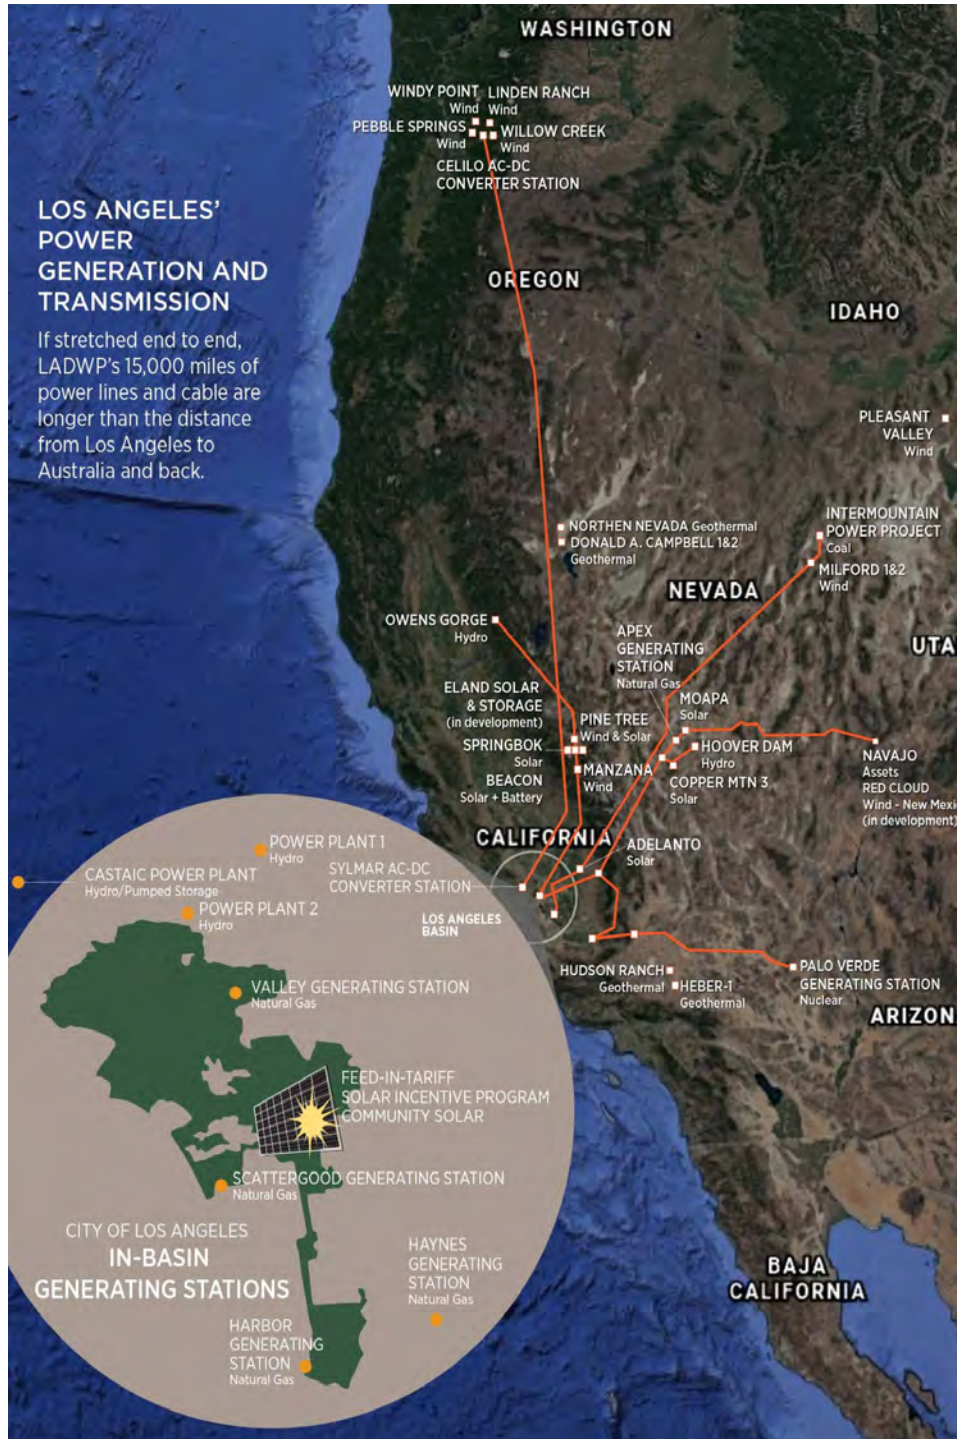 WASHINGTON
WINDY POINT
Wind
LINDEN RANCH
Wind
PEBBLE SPRINGS
Wind
WILLOW CREEK
Wind
CELILO AC-DC
CONVERTER STATION
LOS ANGELES'
POWER
GENERATION AND
TRANSMISSION
If stretched end to end,
LADWP's 15,000 miles of
power lines and cable are
longer than the distance
from Los Angeles to
Australia and back.
OREGON
IDAHO
PLEASANT
VALLEY
Wind
NORTHEN NEVADA Geothermal
DONALD A. CAMPBELL 1&2
Geothermal
INTERMOUNTAIN
POWER PROJECT
Coal
MILFORD 1&2
Wind
NEVADA
OWENS GORGE
Hydro
APEX
GENERATING
STATION
Natural Gas
UTA
ELAND SOLAR
& STORAGE
(in development)
MOAPA
Solar
PINE TREE
Wind & Solar
SPRINGBOK
Solar
HOOVER DAM
Hydro
NAVAJO
Assets
RED CLOUD
Wind - New Mexi
(in development)
BEACON
Solar + Battery
MANZANA
Wind
COPPER MTN 3
Solar
CALIFORNIA
ADELANTO
Solar
SYLMAR AC-DC
CONVERTER STATION
LOS ANGELES
BASIN
HUDSON RANCH
Geothermal
HEBER-1
Geothermal
PALO VERDE
GENERATING STATION
Nuclear
ARIZON
POWER PLANT 1
Hydro
CASTAIC POWER PLANT
Hydro/Pumped Storage
POWER PLANT 2
Hydro
VALLEY GENERATING STATION
Natural Gas
FEED-IN-TARIFF
SOLAR INCENTIVE PROGRAM
COMMUNITY SOLAR
SCATTERGOOD GENERATING STATION
Natural Gas
CITY OF LOS ANGELES
IN-BASIN
GENERATING STATIONS
HAYNES
GENERATING
STATION
Natural Gas
HARBOR
GENERATING
STATION
Natural Gas
BAJA
CALIFORNIA